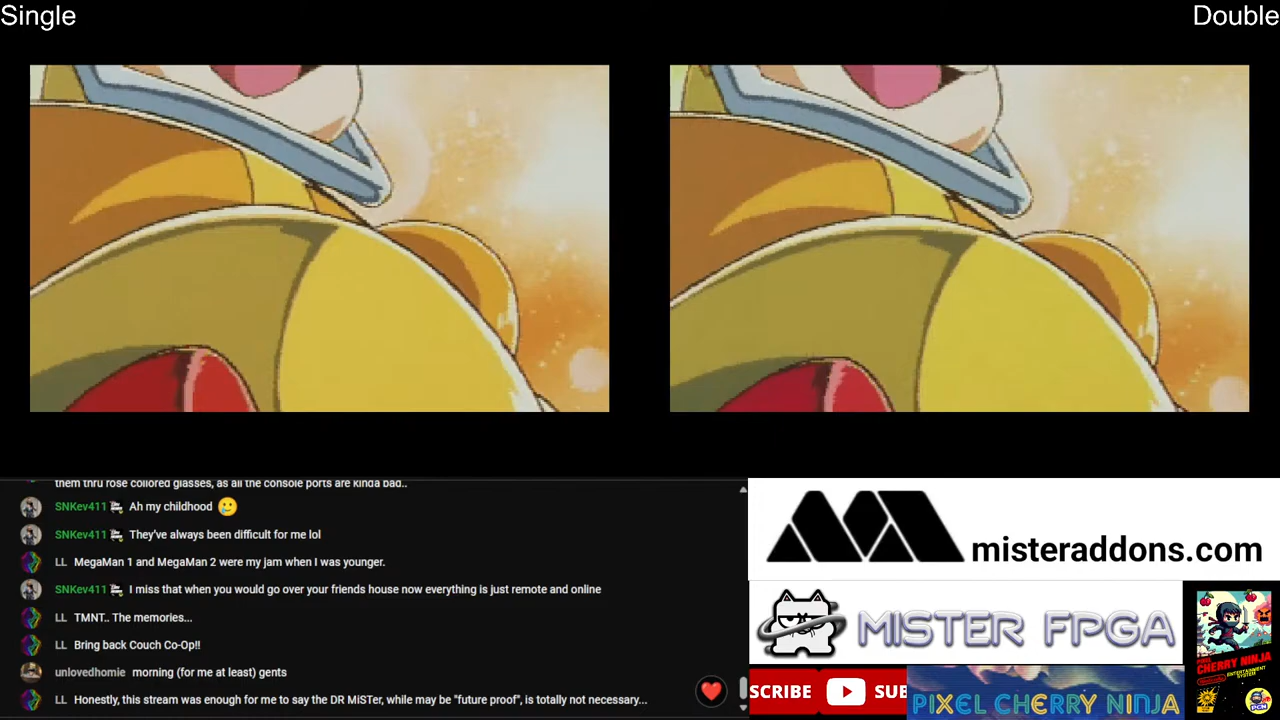 Single
Double
them thru rose collored glasses, as all the console ports are kinda bad..
SNKev411 Ah my childhood 🥲
SNKev411 They've always been difficult for me lol
LL MegaMan 1 and MegaMan 2 were my jam when I was younger.
SNKev411 I miss that when you would go over your friends house now everything is just remote and online
LL TMNT.. The memories...
LL Bring back Couch Co-Op!!
unlovedhomie morning (for me at least) gents
LL Honestly, this stream was enough for me to say the DR MiSTer, while may be "future proof", is totally not necessary...
misteraddons.com
MISTER FPGA
SCRIBE
SUB
PIXEL CHERRY NINJA
PIXEL
CHERRY NINJA